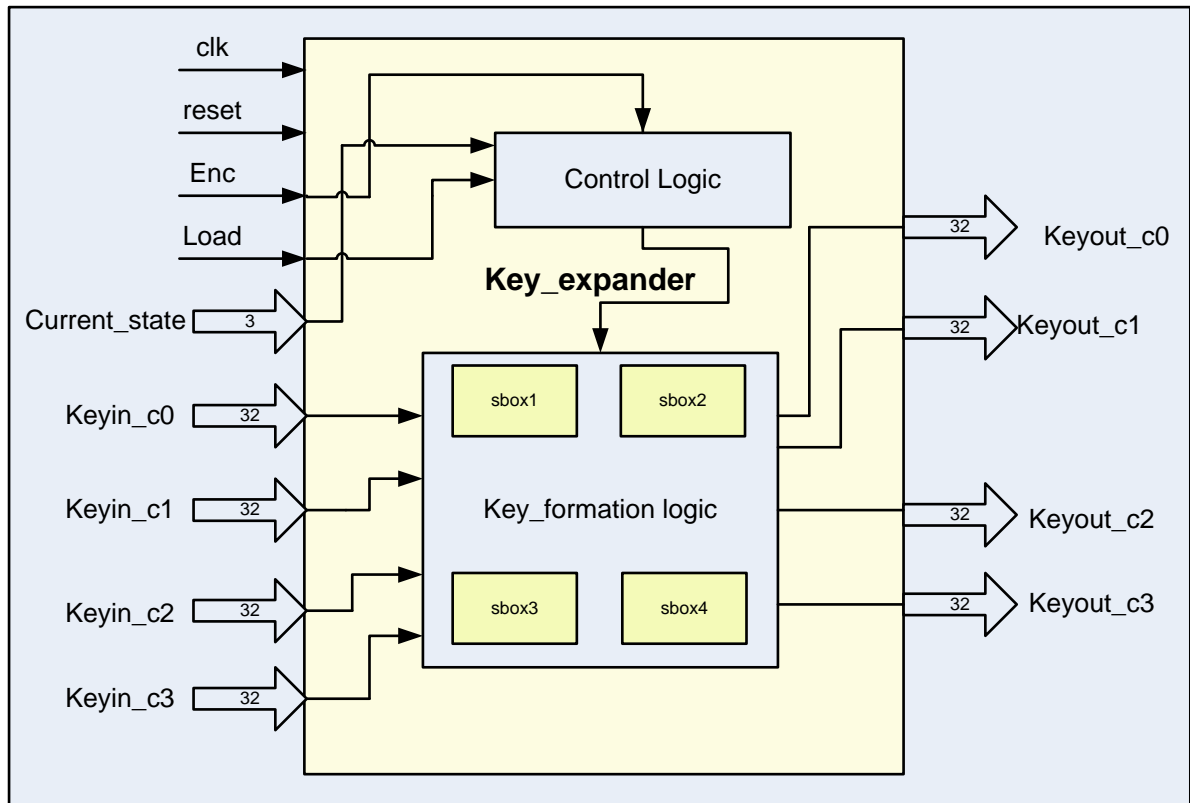 clk
reset
Enc
Load
Current_state
3
Keyin_c0
32
Keyin_c1
32
Keyin_c2
32
Keyin_c3
32
Control Logic
Key_expander
sbox1
sbox2
Key_formation logic
sbox3
sbox4
32
Keyout_c0
32
Keyout_c1
32
Keyout_c2
32
Keyout_c3